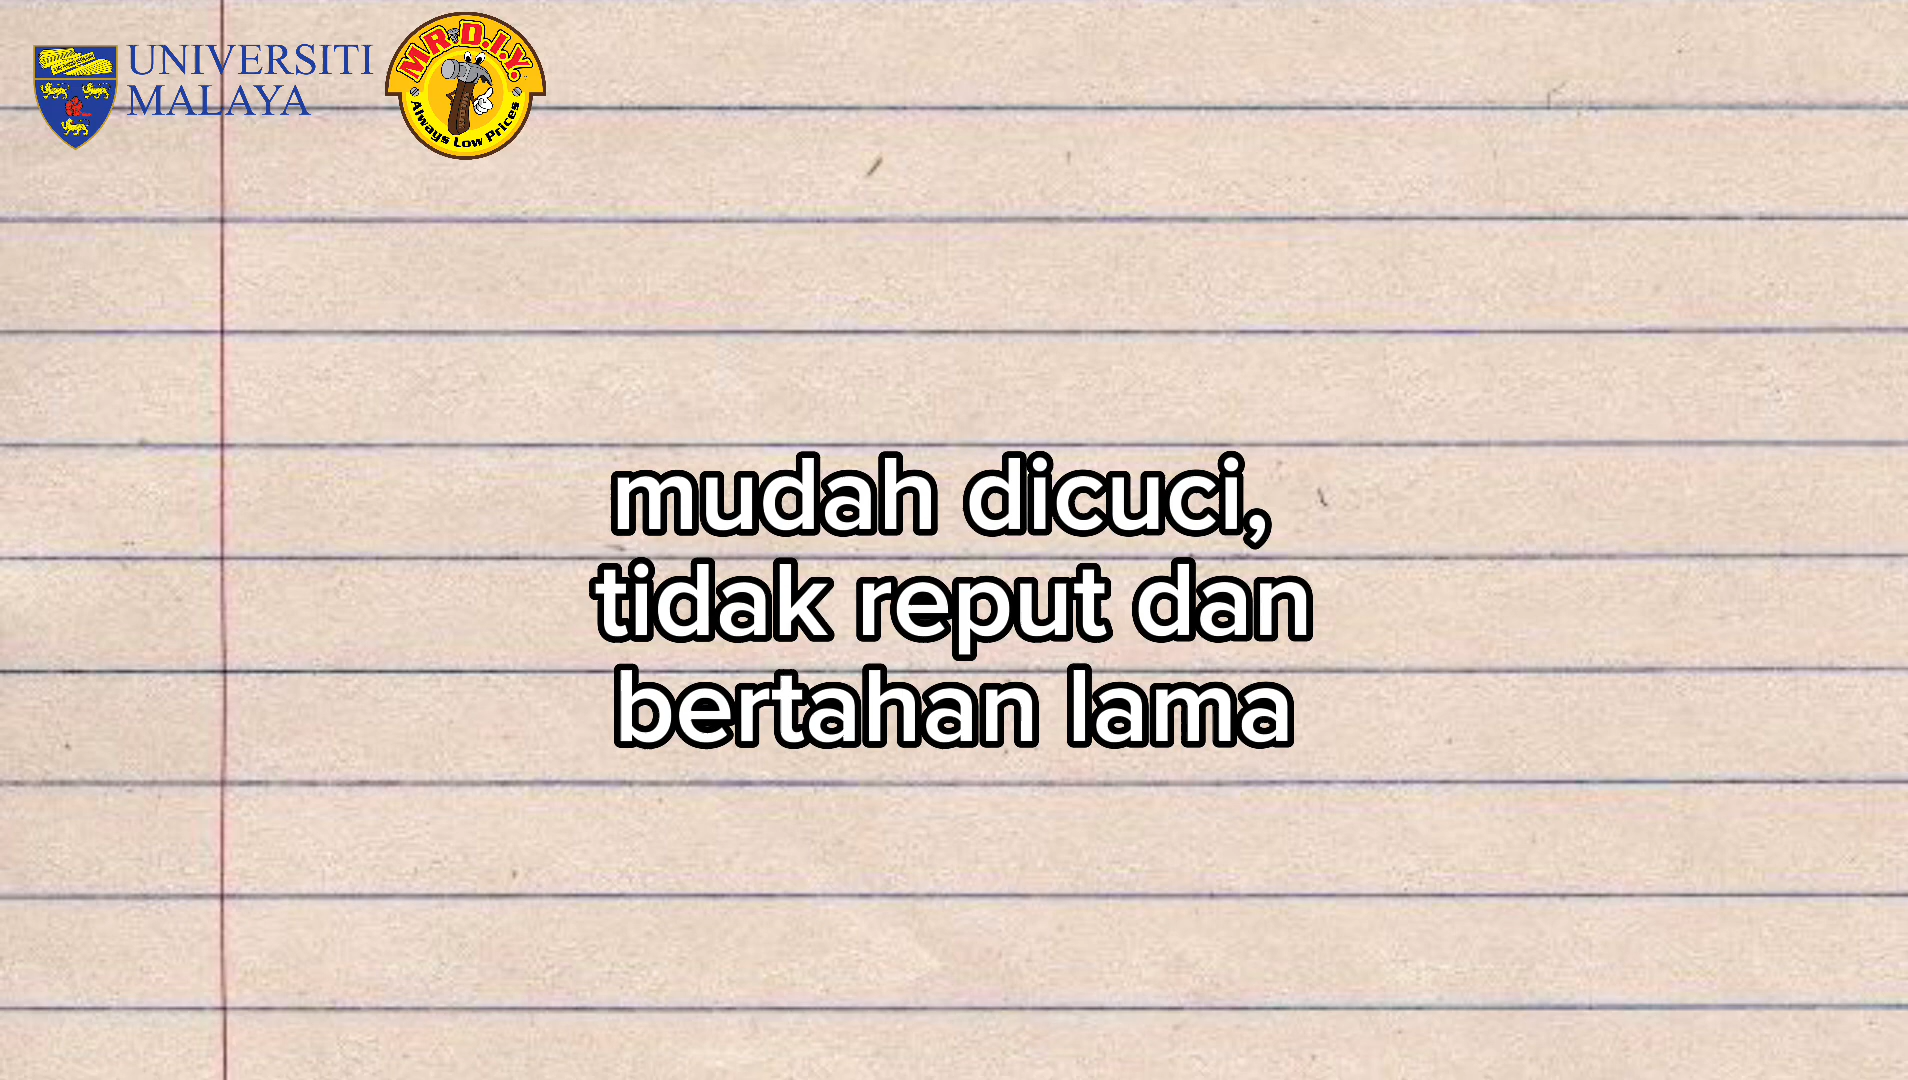 UNIVERSITI
MALAYA
MR.D.I.Y.
Always Low Prices
mudah dicuci,
tidak reput dan
bertahan lama